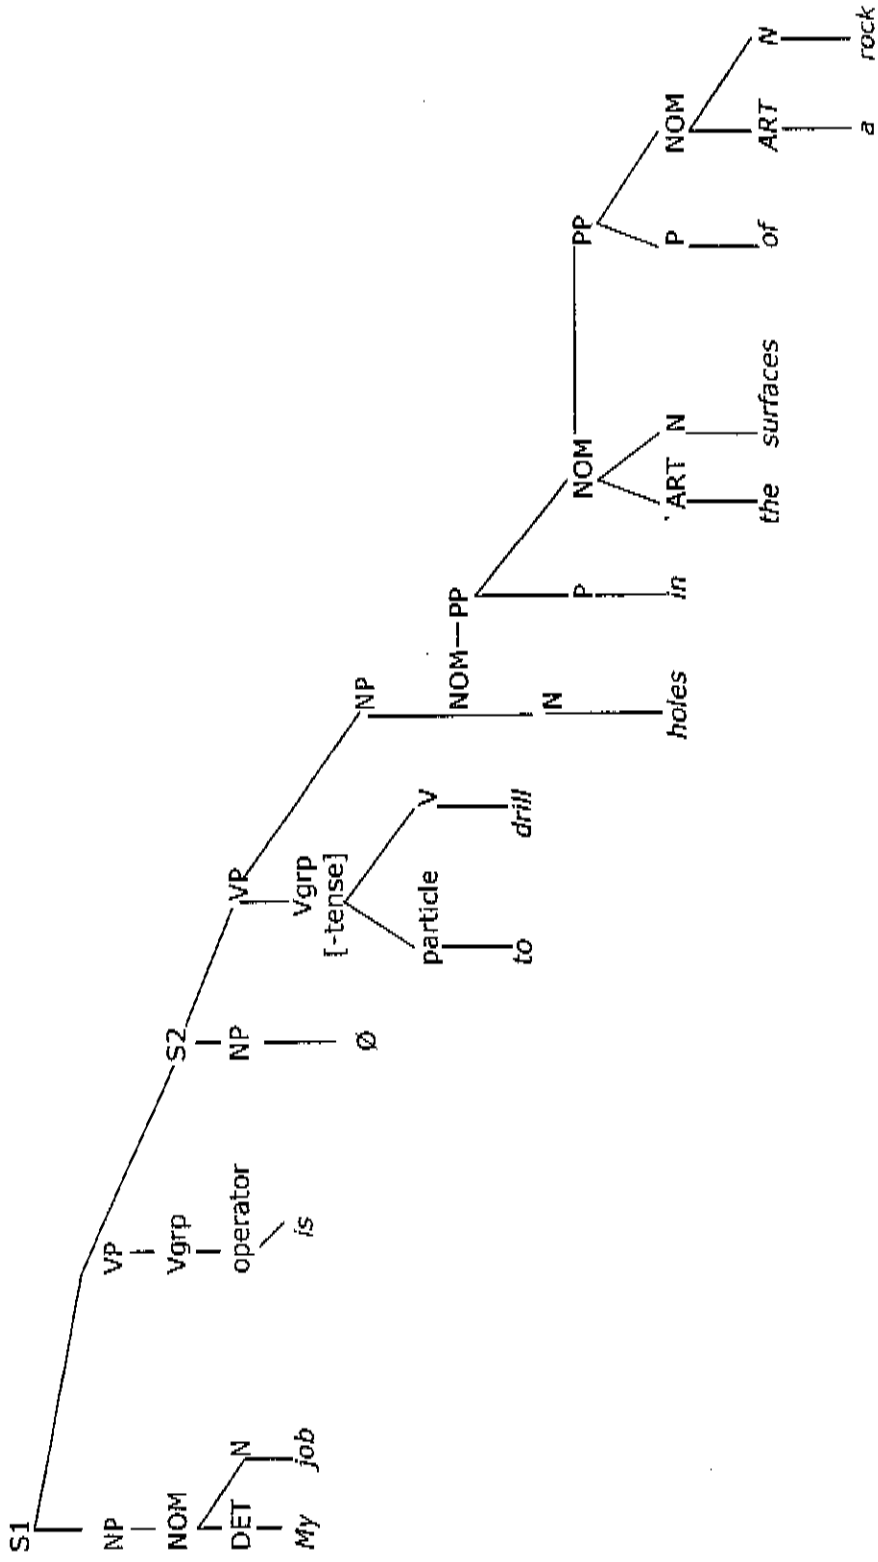 S1
NP VP
NOM Vgrp S2
DET N operator NP VP
My job is Vgrp
[-tense]
Ø NP
particle V
NOM PP
to drill
N
P NOM PP
holes in ART N P NOM
the surfaces of ART N
a rock